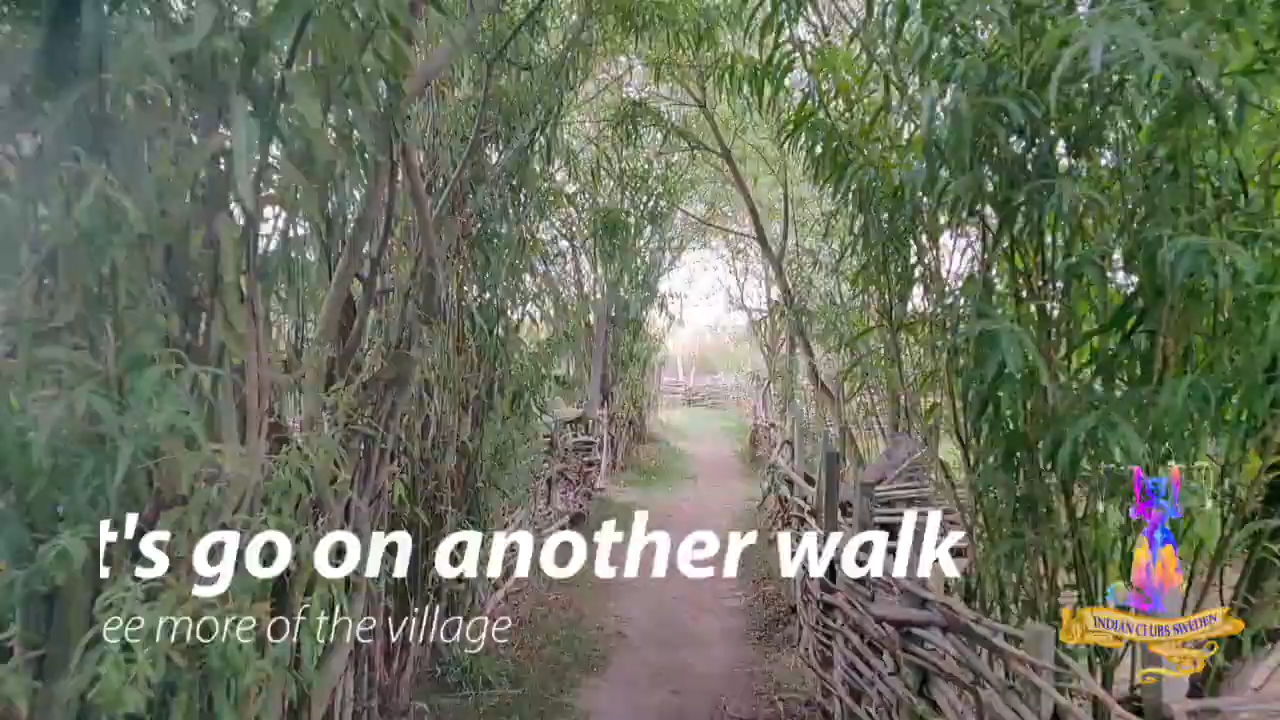 t's go on another walk
ee more of the village
INDIAN CLUBS SWEDEN